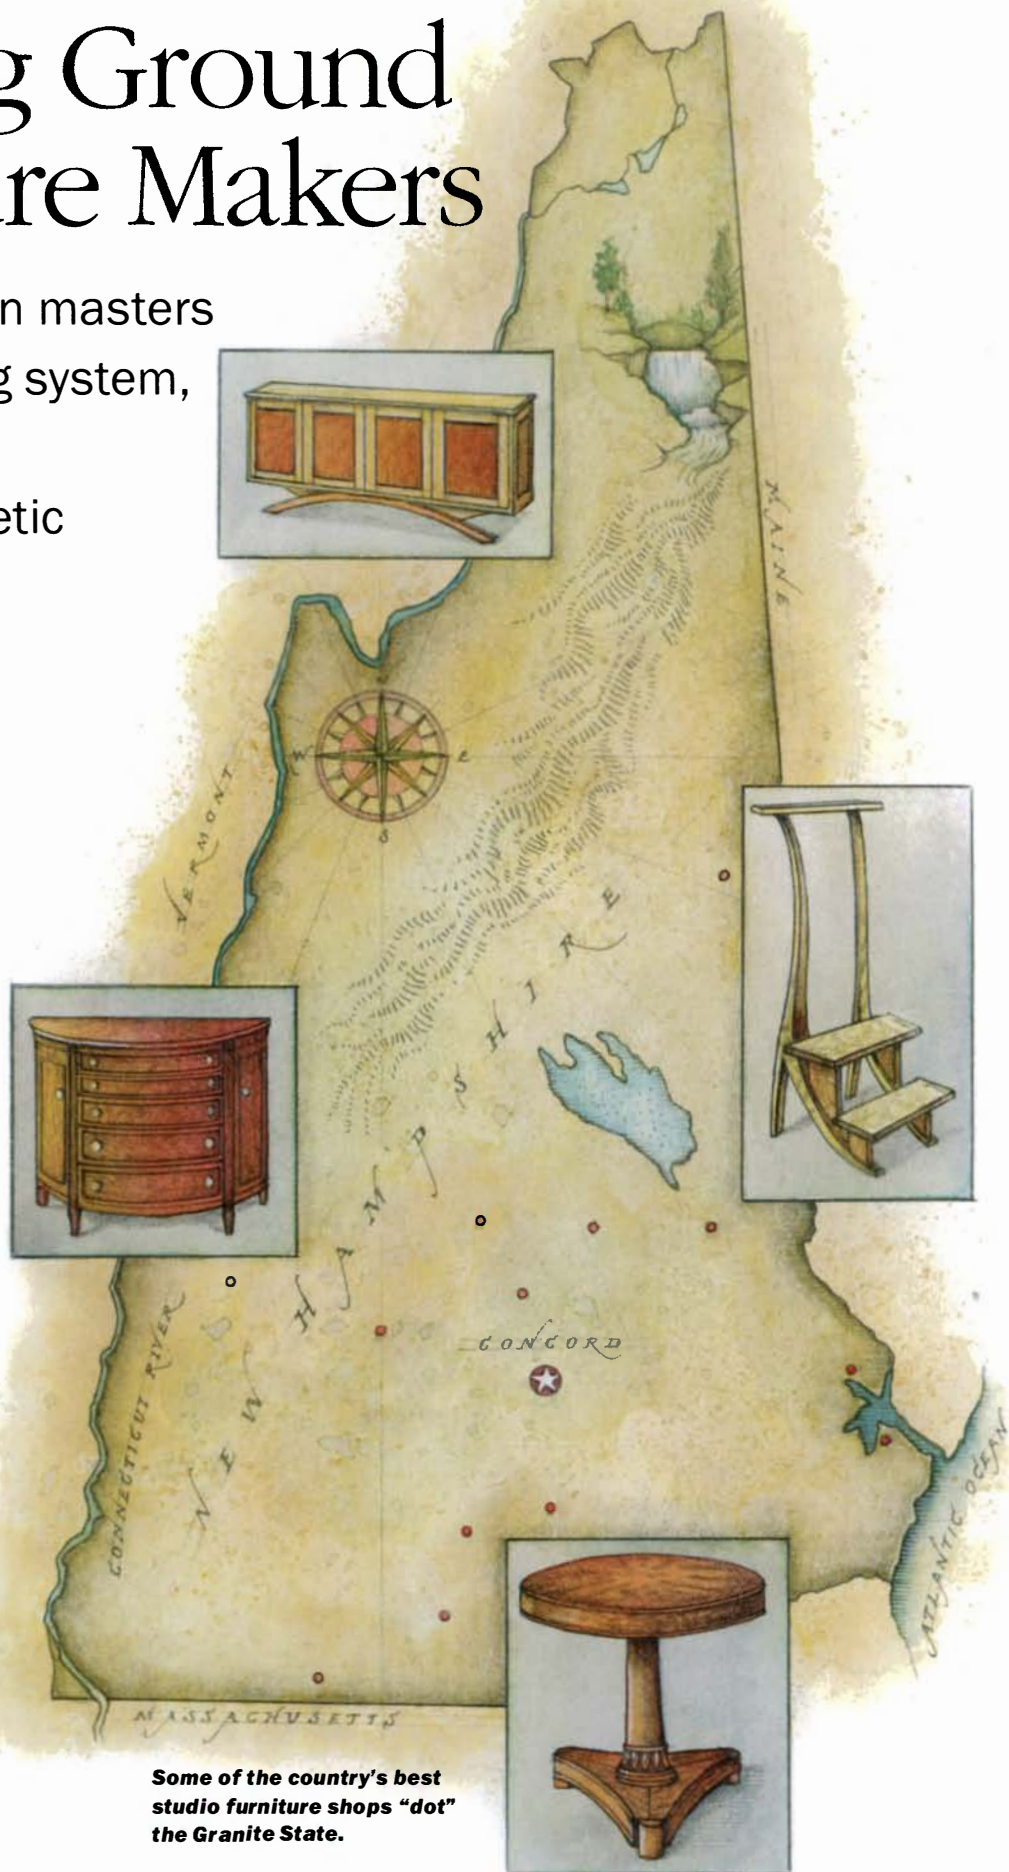 g Ground
re Makers
n masters
g system,
etic
MAINE
W
E
S
VERMONT
NEW HAMPSHIRE
CONCORD
CONNECTICUT RIVER
ATLANTIC OCEAN
MASSACHUSETTS
Some of the country's best
studio furniture shops “dot”
the Granite State.